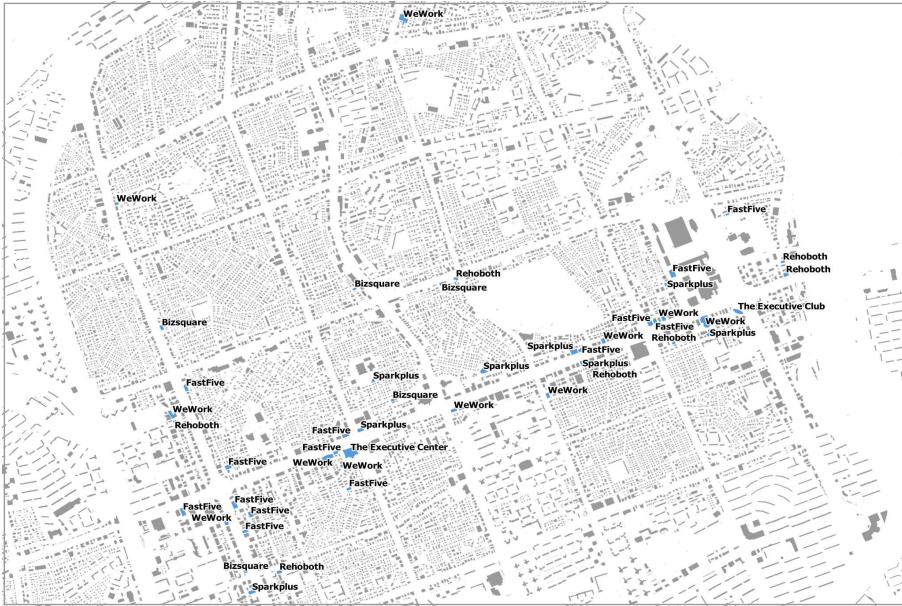 WeWork
WeWork
FastFive
Rehoboth
Rehoboth
FastFive
Rehoboth
Sparkplus
Bizsquare
Bizsquare
The Executive Club
WeWork
FastFive
WeWork
Bizsquare
FastFive
Sparkplus
Rehoboth
WeWork
Sparkplus
FastFive
Sparkplus
Sparkplus
Rehoboth
Sparkplus
FastFive
WeWork
Bizsquare
WeWork
WeWork
Rehoboth
Sparkplus
FastFive
FastFive
The Executive Center
WeWork
FastFive
WeWork
FastFive
FastFive
FastFive
FastFive
WeWork
FastFive
Bizsquare
Rehoboth
Sparkplus